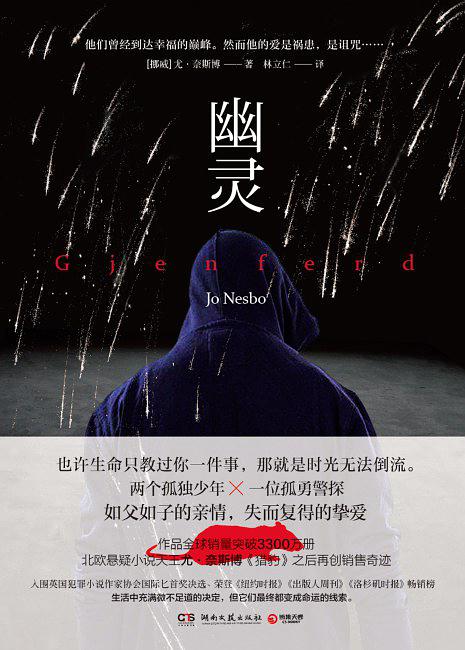 他们曾经到达幸福的巅峰。然而他的爱是祸患，是诅咒……
[挪威] 尤·奈斯博 —— 著 林立仁 —— 译
幽灵
Gjenferd
Jo Nesbo
也许生命只教过你一件事，那就是时光无法倒流。
两个孤独少年 × 一位孤勇警探
如父如子的亲情，失而复得的挚爱
作品全球销量突破3300万册
北欧悬疑小说天王尤·奈斯博《猎豹》之后再创销售奇迹
入围英国犯罪小说作家协会国际匕首奖决选、荣登《纽约时报》《出版人周刊》《洛杉矶时报》畅销榜
生活中充满微不足道的决定，但它们最终都变成命运的线索。
湖南文艺出版社
博集天卷
CS-BOOKY